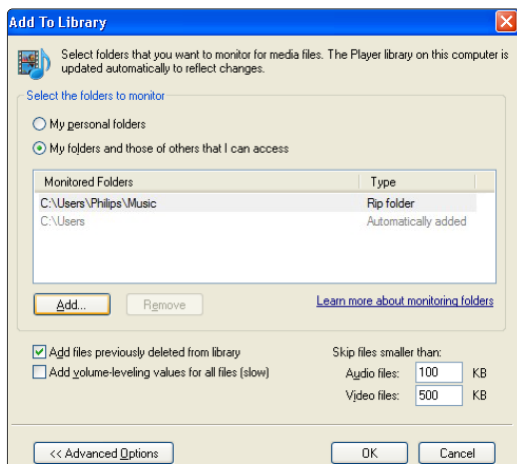 Add To Library
Select folders that you want to monitor for media files. The Player library on this computer is
updated automatically to reflect changes.
Select the folders to monitor
My personal folders
My folders and those of others that I can access
Monitored Folders Type
C:\Users\Philips\Music Rip folder
C:\Users Automatically added
Add... Remove Learn more about monitoring folders
Add files previously deleted from library Skip files smaller than:
Add volume-leveling values for all files (slow) Audio files: 100 KB
Video files: 500 KB
<< Advanced Options OK Cancel